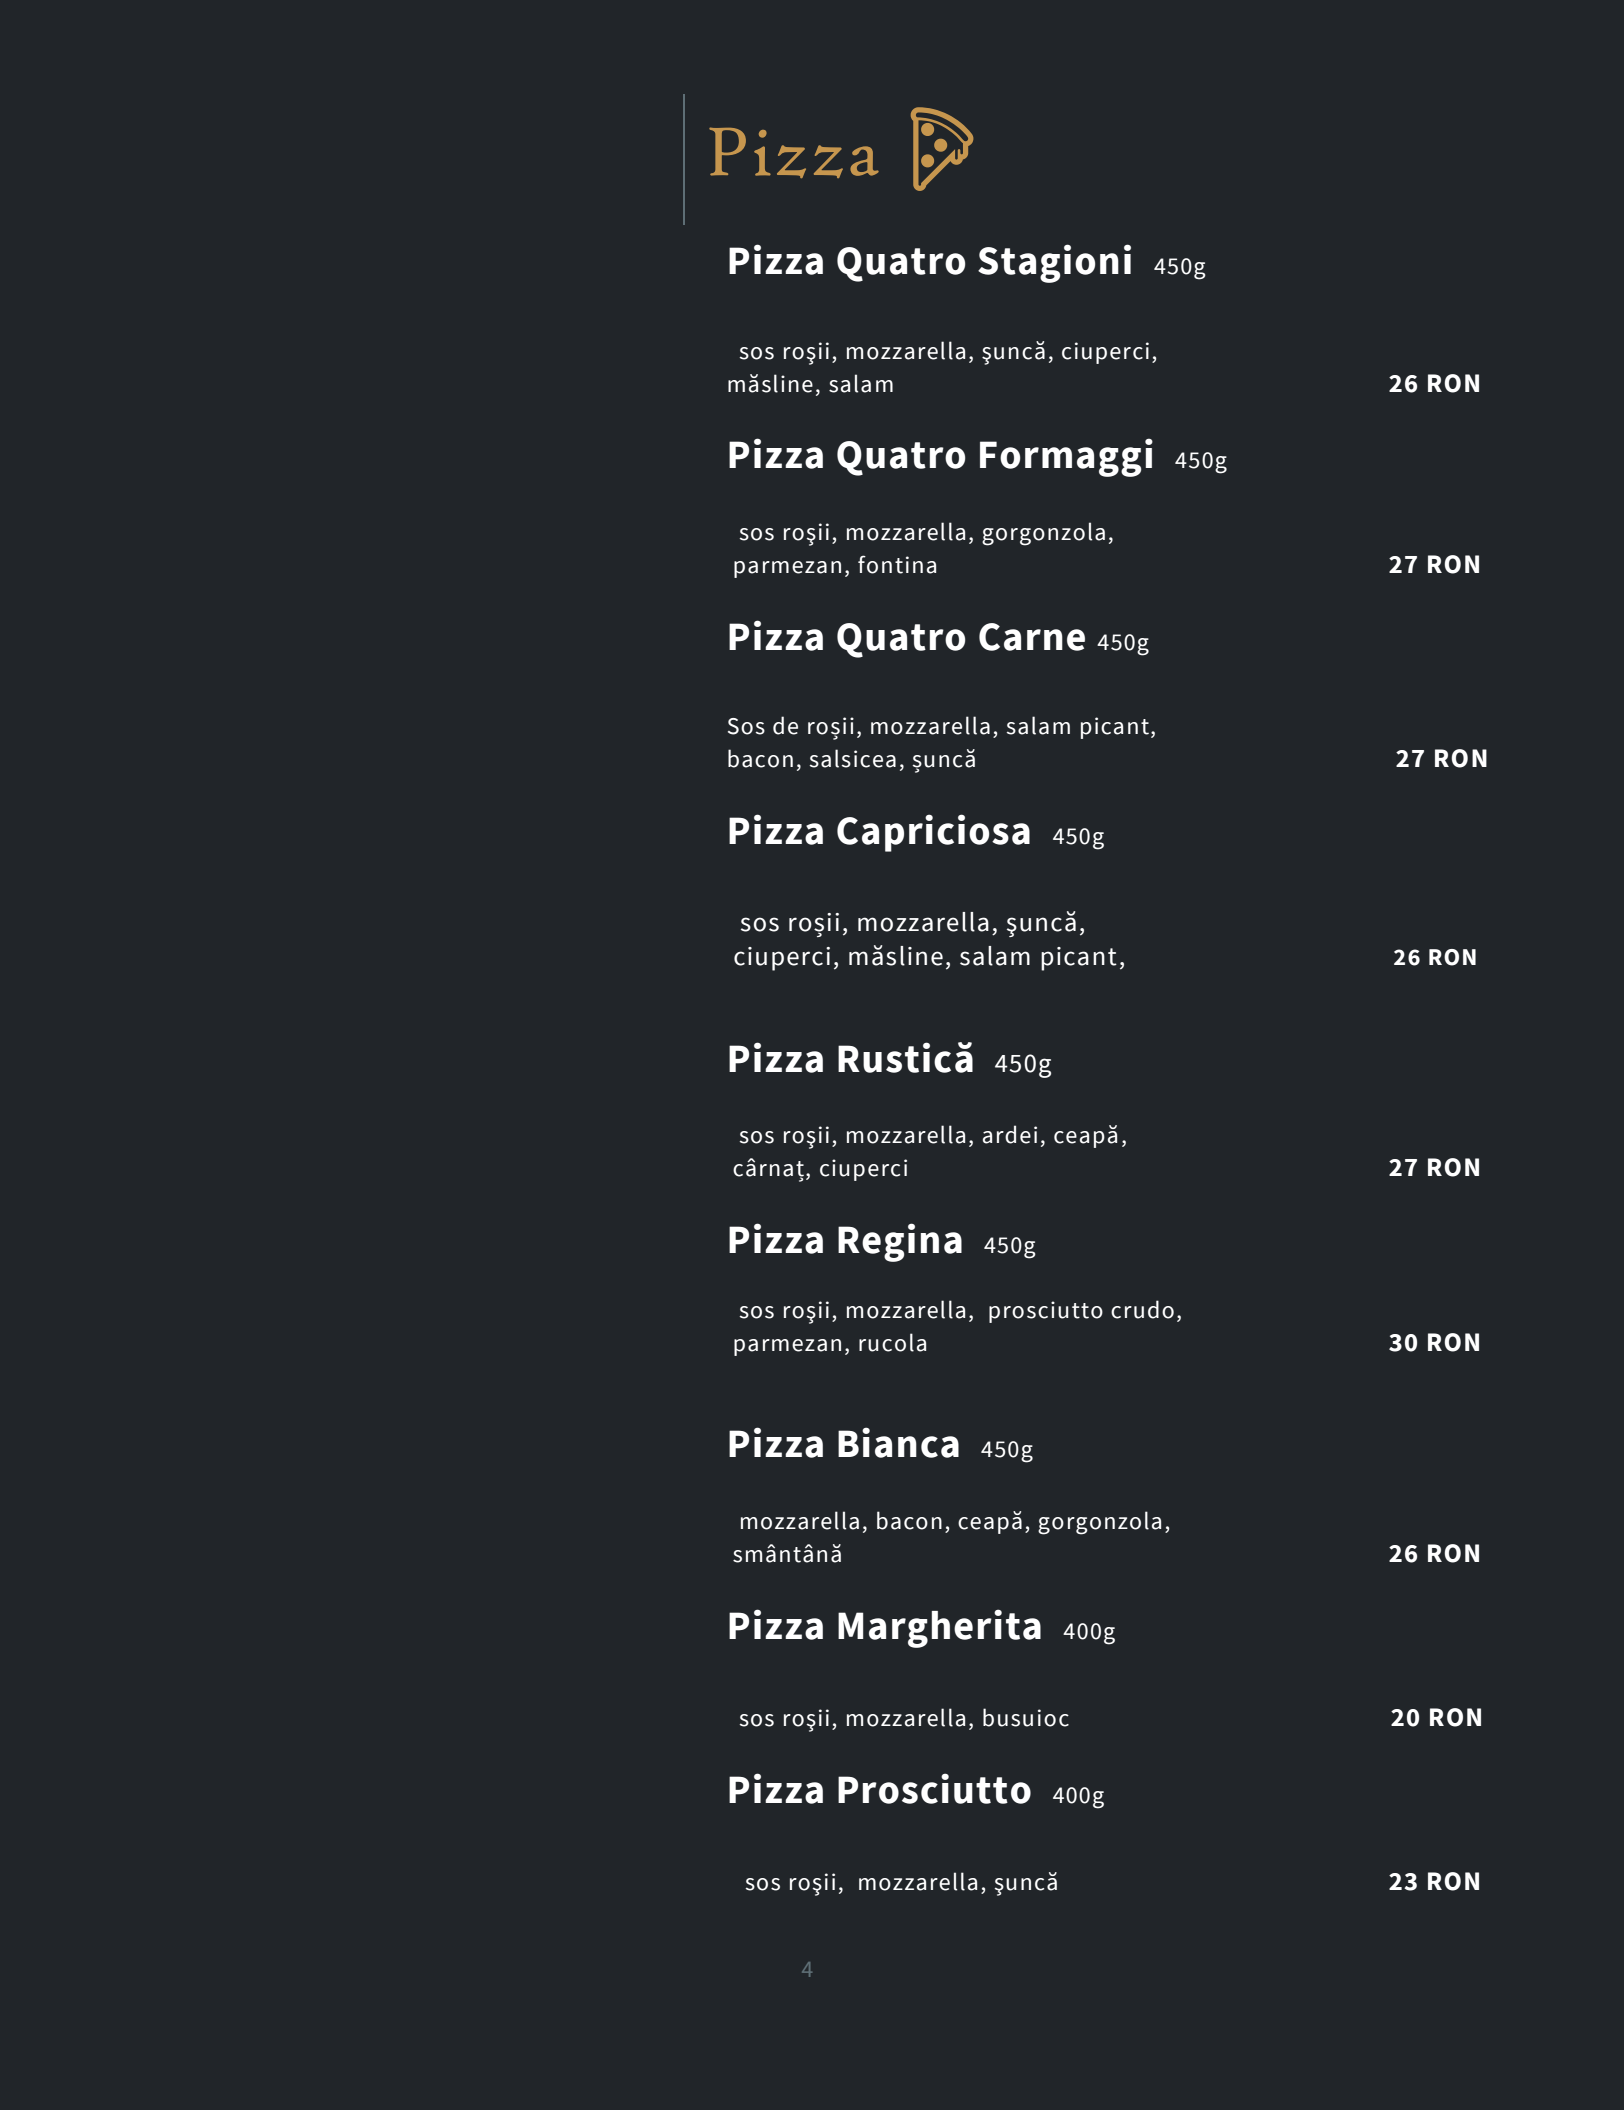 Pizza
Pizza Quatro Stagioni 450g
sos roşii, mozzarella, şuncă, ciuperci,
măsline, salam 26 RON
Pizza Quatro Formaggi 450g
sos roşii, mozzarella, gorgonzola,
parmezan, fontina 27 RON
Pizza Quatro Carne 450g
Sos de roșii, mozzarella, salam picant,
bacon, salsicea, șuncă 27 RON
Pizza Capriciosa 450g
sos roșii, mozzarella, şuncă,
ciuperci, măsline, salam picant, 26 RON
Pizza Rustică 450g
sos roşii, mozzarella, ardei, ceapă,
cârnaț, ciuperci 27 RON
Pizza Regina 450g
sos roşii, mozzarella, prosciutto crudo,
parmezan, rucola 30 RON
Pizza Bianca 450g
mozzarella, bacon, ceapă, gorgonzola,
smântână 26 RON
Pizza Margherita 400g
sos roşii, mozzarella, busuioc 20 RON
Pizza Prosciutto 400g
sos roşii, mozzarella, şuncă 23 RON
4